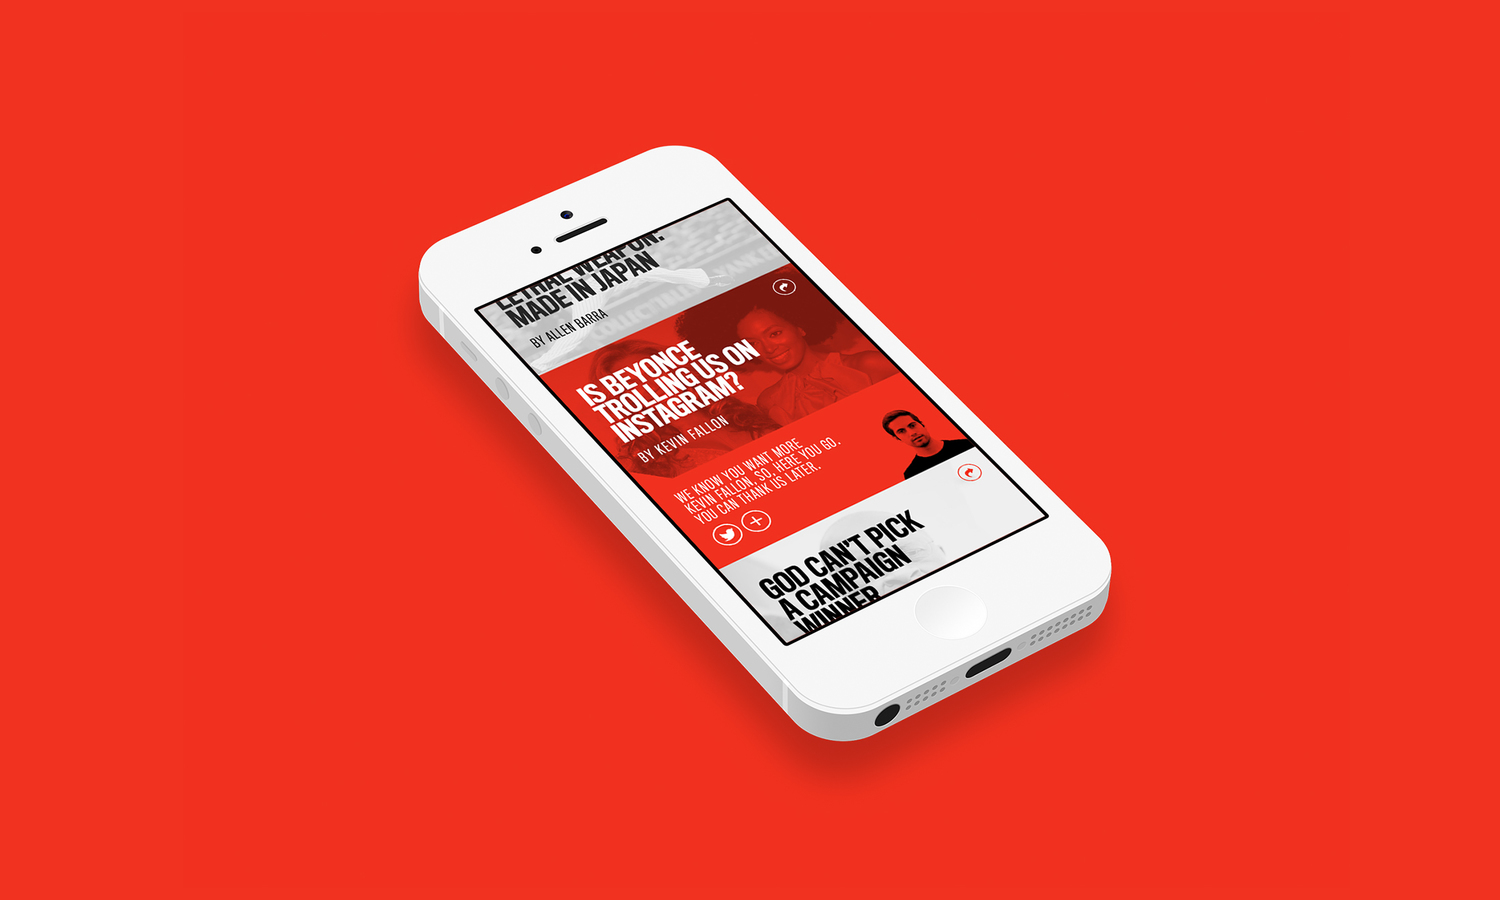 LETHAL WEAPON:
MADE IN JAPAN
BY ALLEN BARRA
IS BEYONCE
TROLLING US ON
INSTAGRAM?
BY KEVIN FALLON
WE KNOW YOU WANT MORE
KEVIN FALLON, SO, HERE YOU GO.
YOU CAN THANK US LATER.
GOD CAN'T PICK
A CAMPAIGN
WINNER